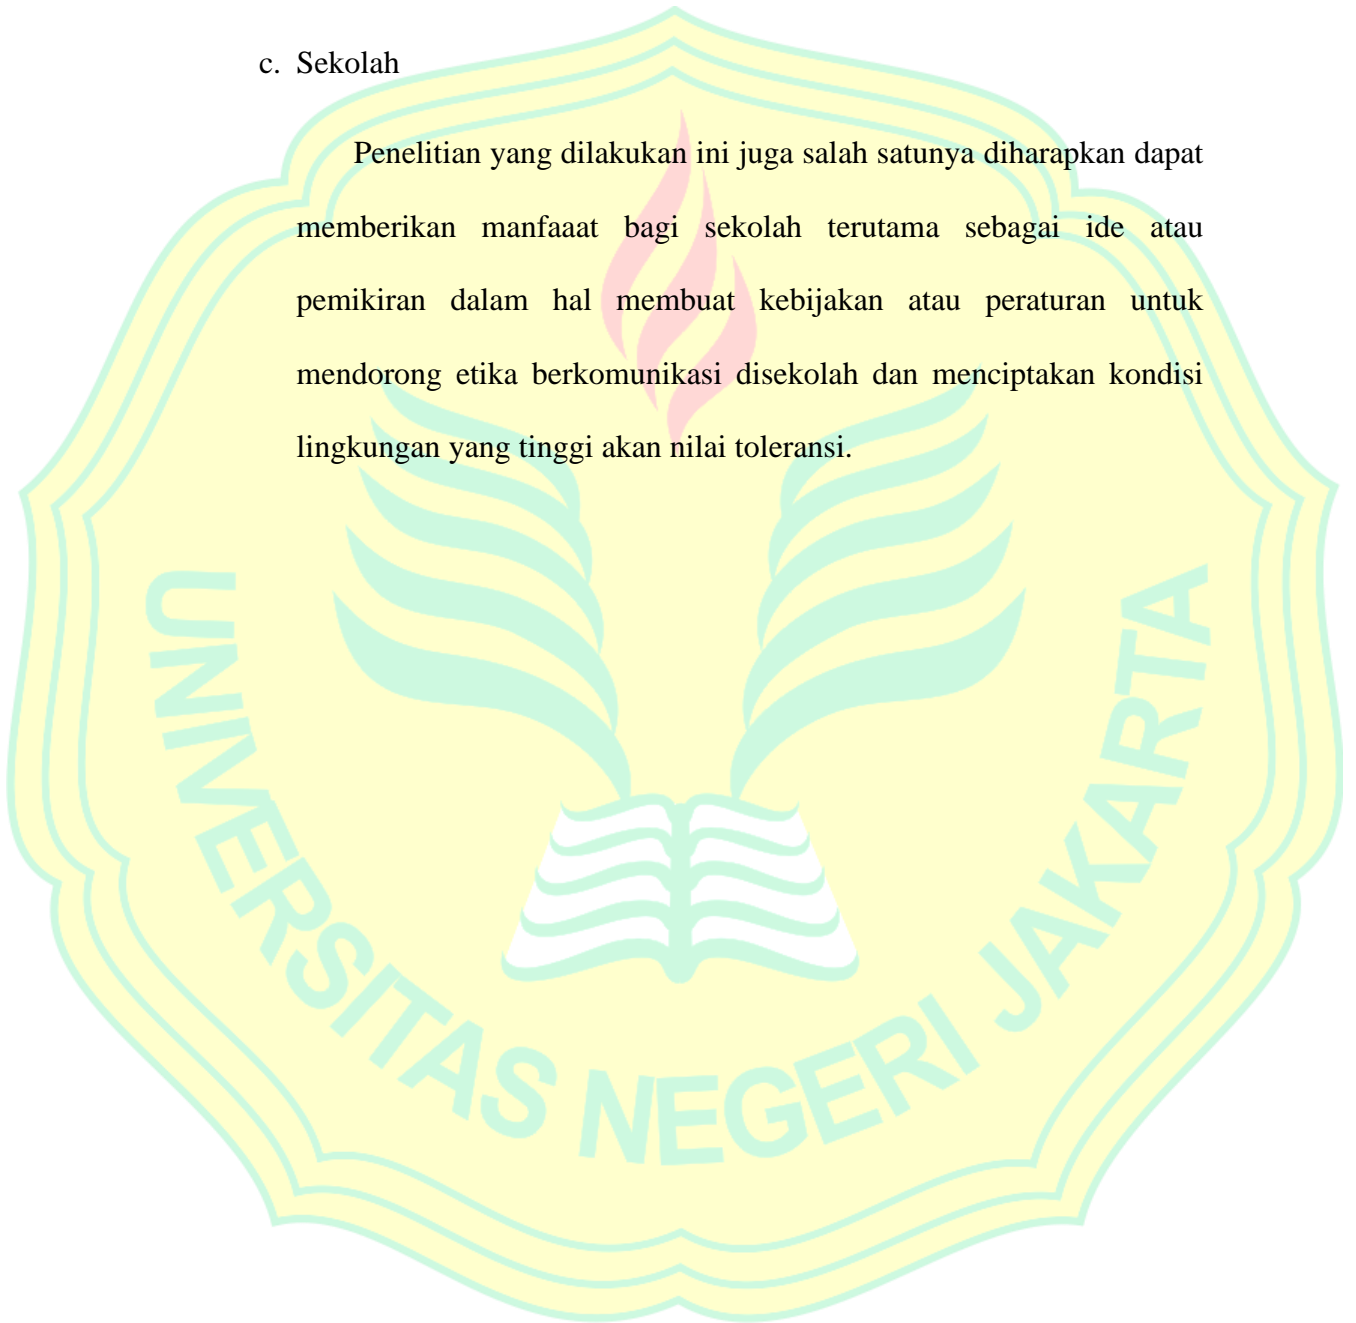 c. Sekolah
Penelitian yang dilakukan ini juga salah satunya diharapkan dapat
memberikan manfaaat bagi sekolah terutama sebagai ide atau
pemikiran dalam hal membuat kebijakan atau peraturan untuk
mendorong etika berkomunikasi disekolah dan menciptakan kondisi
lingkungan yang tinggi akan nilai toleransi.
UNIVERSITAS NEGERI JAKARTA